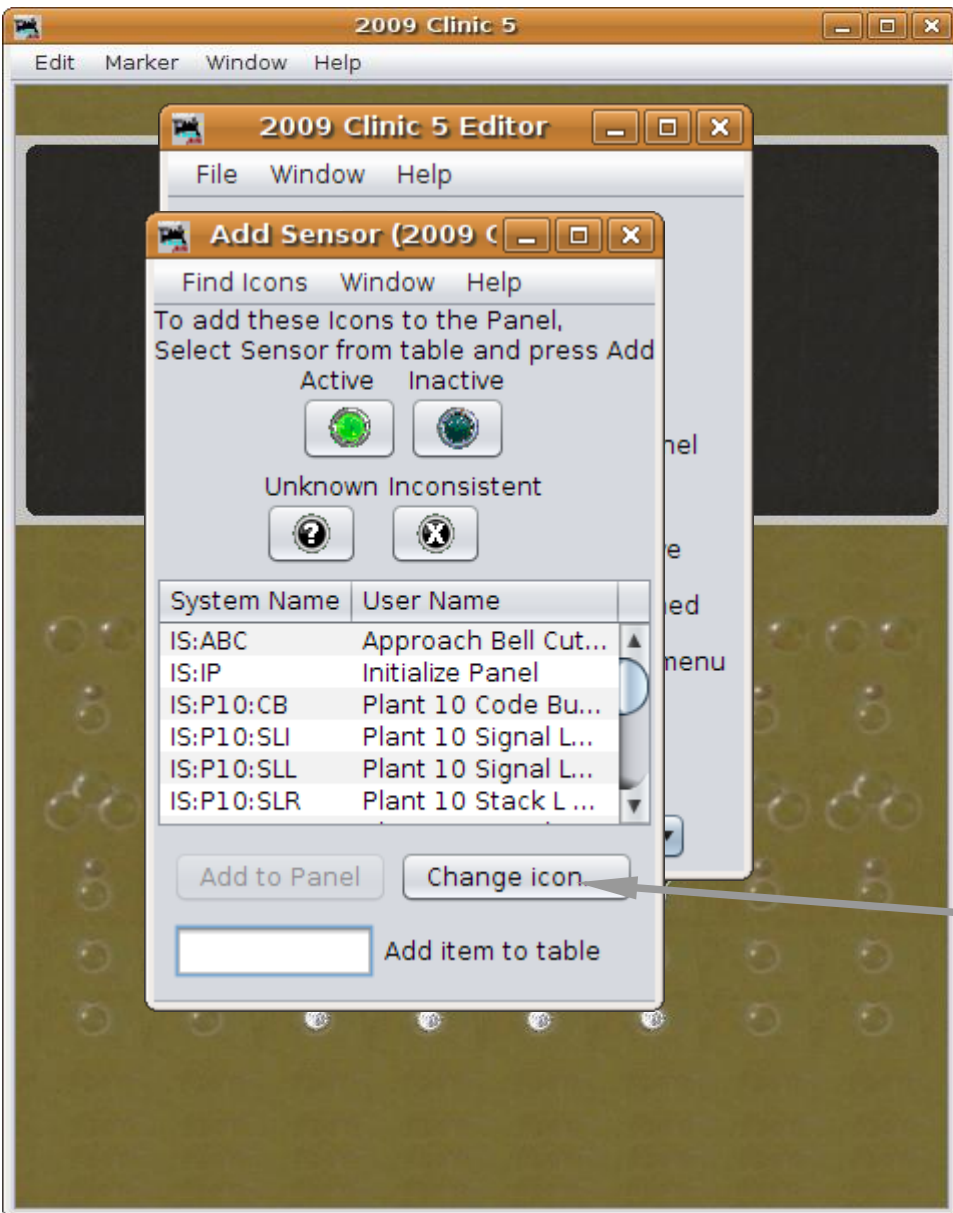 2009 Clinic 5
Edit Marker Window Help
2009 Clinic 5 Editor
File Window Help
Add Sensor (2009 C
Find Icons Window Help
To add these Icons to the Panel,
Select Sensor from table and press Add
Active Inactive
nel
Unknown Inconsistent
? X
e
System Name User Name
ed
IS:ABC Approach Bell Cut...
menu
IS:IP Initialize Panel
IS:P10:CB Plant 10 Code Bu...
IS:P10:SLI Plant 10 Signal L...
IS:P10:SLL Plant 10 Signal L...
IS:P10:SLR Plant 10 Stack L ...
Add to Panel Change icon...
Add item to table